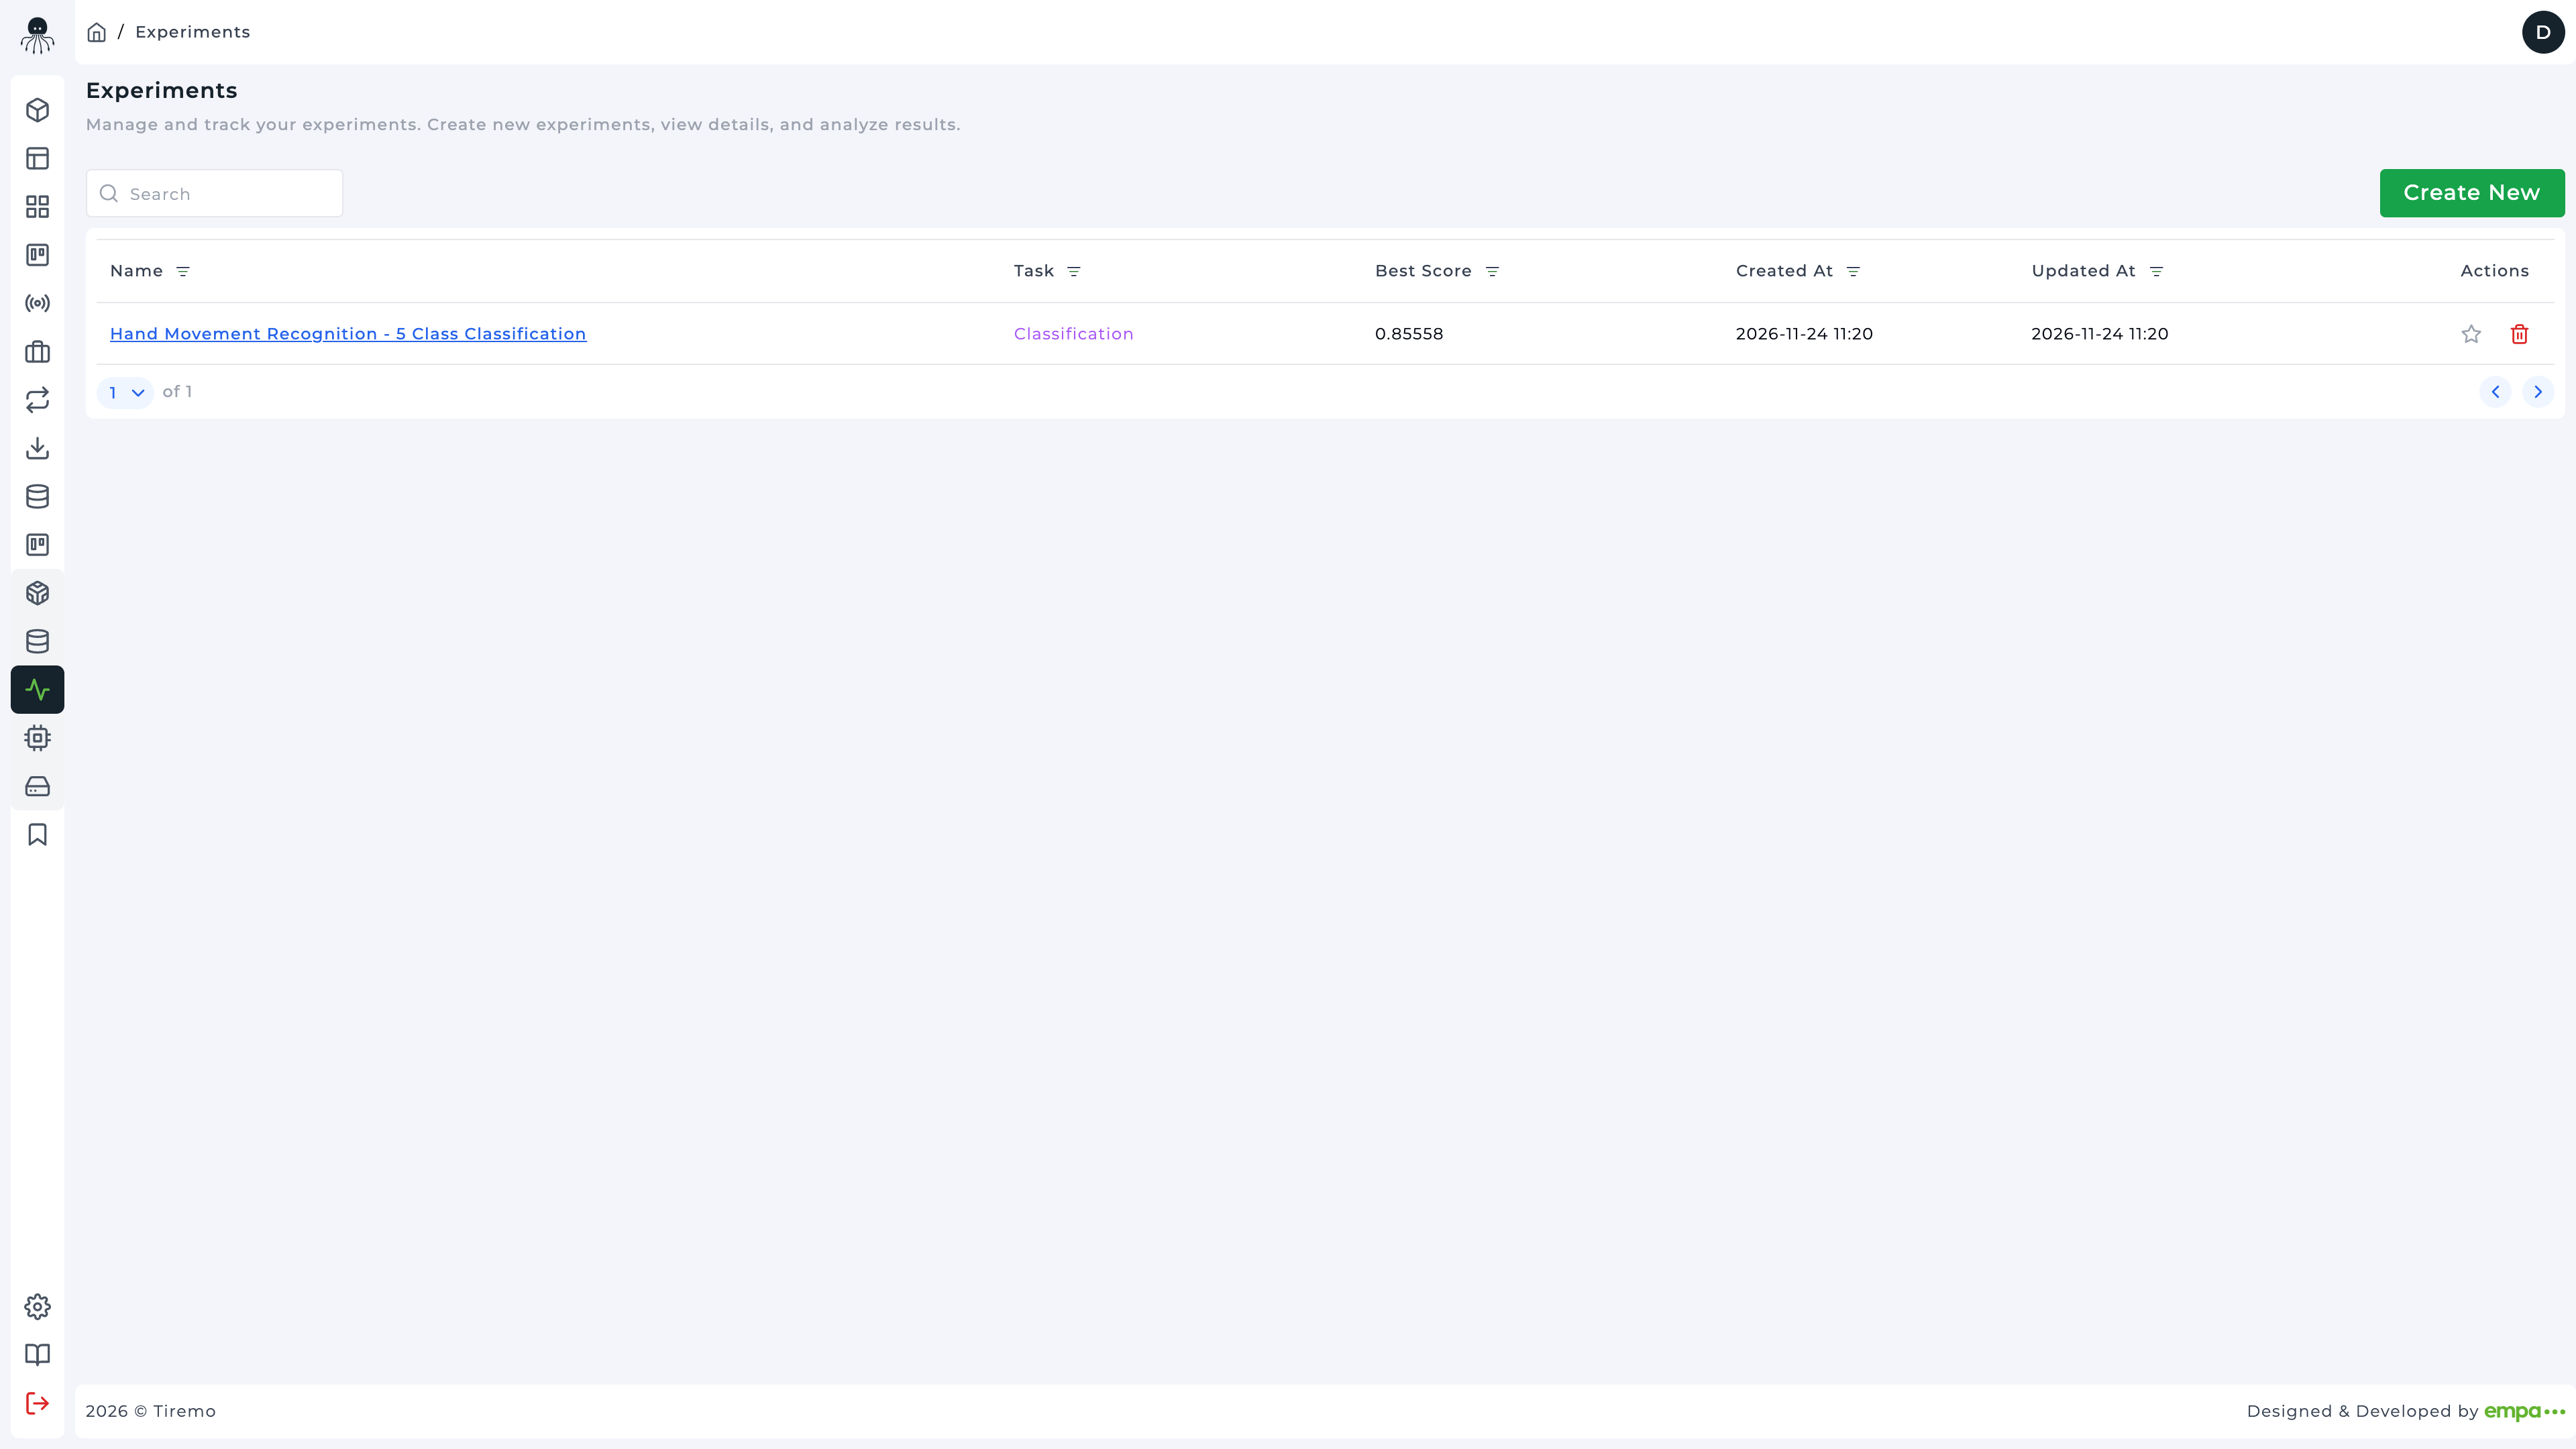 / Experiments
D
Experiments
Manage and track your experiments. Create new experiments, view details, and analyze results.
Search
Create New
Name Task Best Score Created At Updated At Actions
Hand Movement Recognition - 5 Class Classification Classification 0.85558 2026-11-24 11:20 2026-11-24 11:20
1 of 1
2026 © Tiremo
Designed & Developed by empa